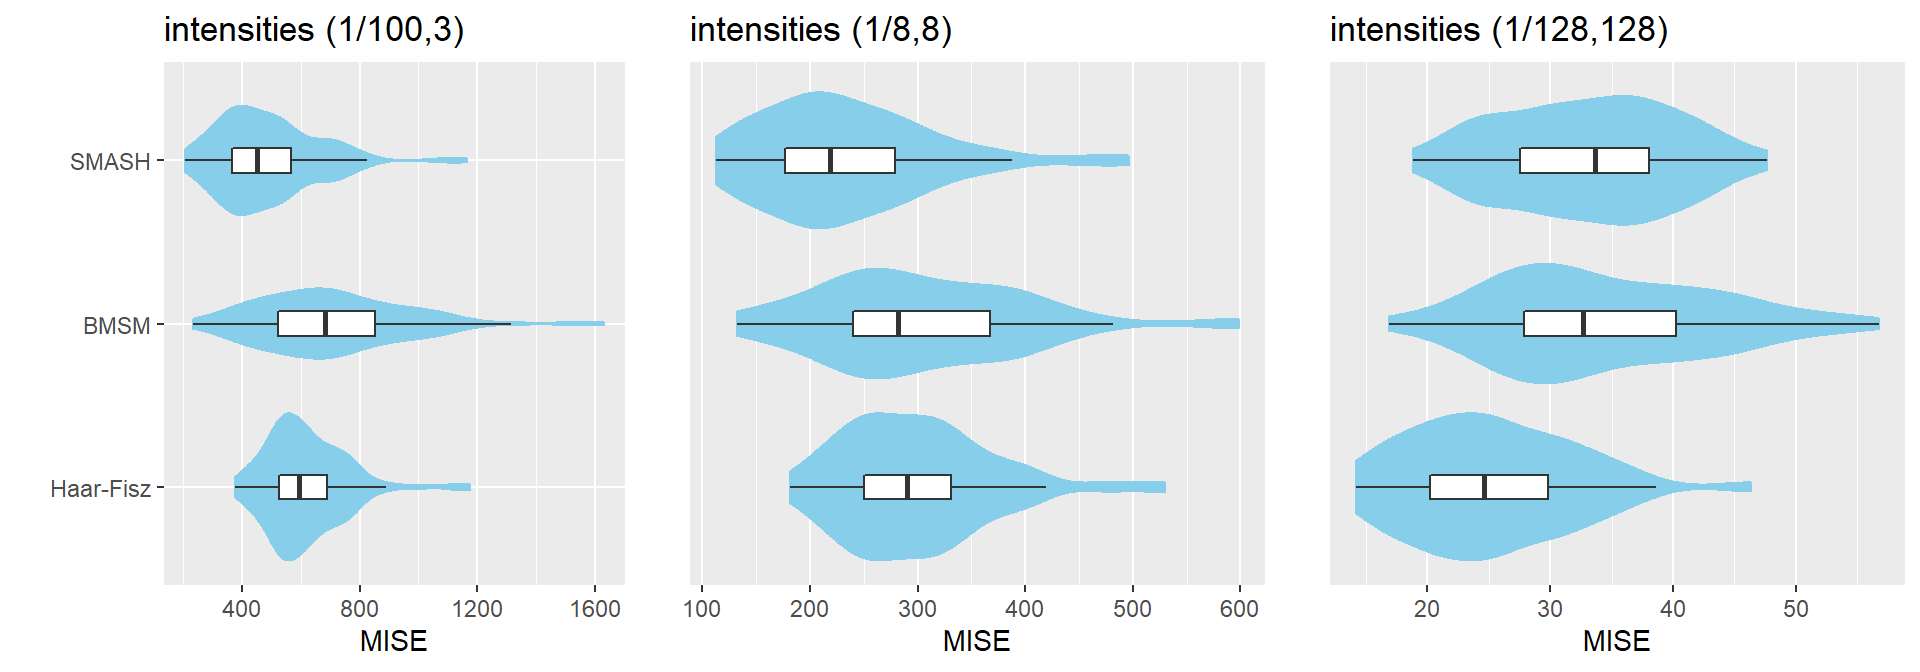 intensities (1/100,3)
intensities (1/8,8)
intensities (1/128,128)
SMASH
BMSM
Haar-Fisz
400 800 1200 1600
100 200 300 400 500 600
20 30 40 50
MISE
MISE
MISE